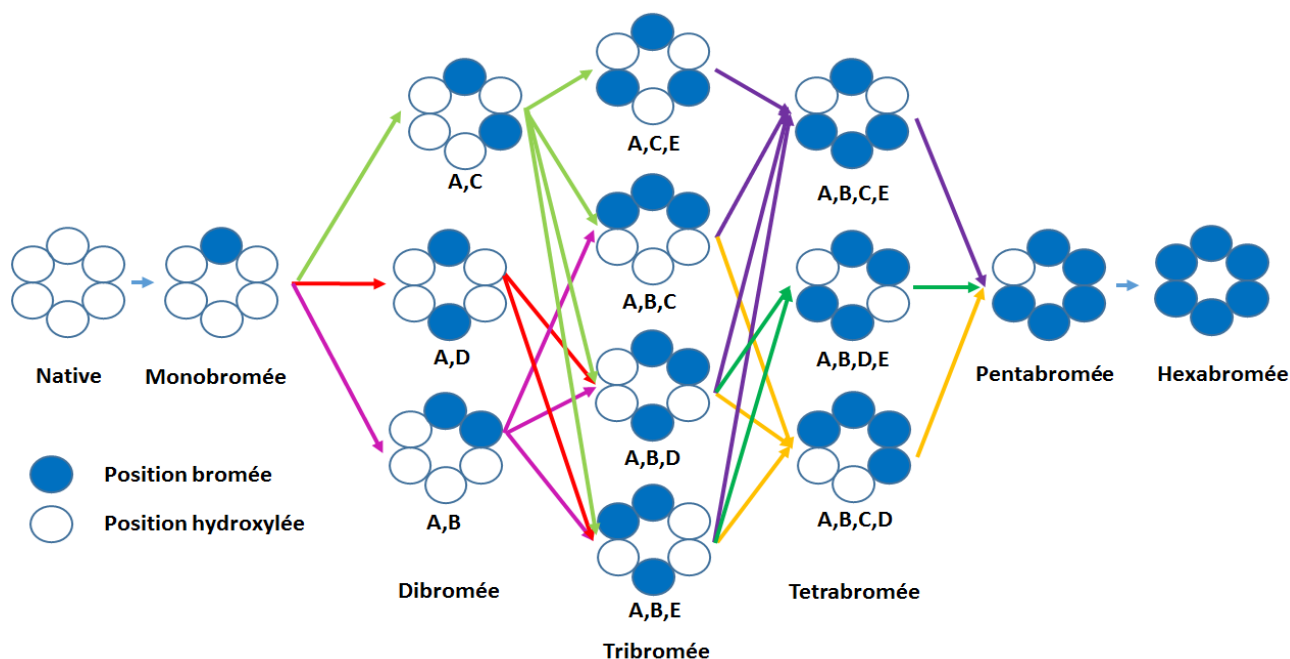 A,C
A,C,E
A,B,C,E
A,D
A,B,C
A,B,D,E
Native
Monobromée
Pentabromée
Hexabromée
A,B
A,B,D
A,B,C,D
Position bromée
Position hydroxylée
Dibromée
A,B,E
Tetrabromée
Tribromée